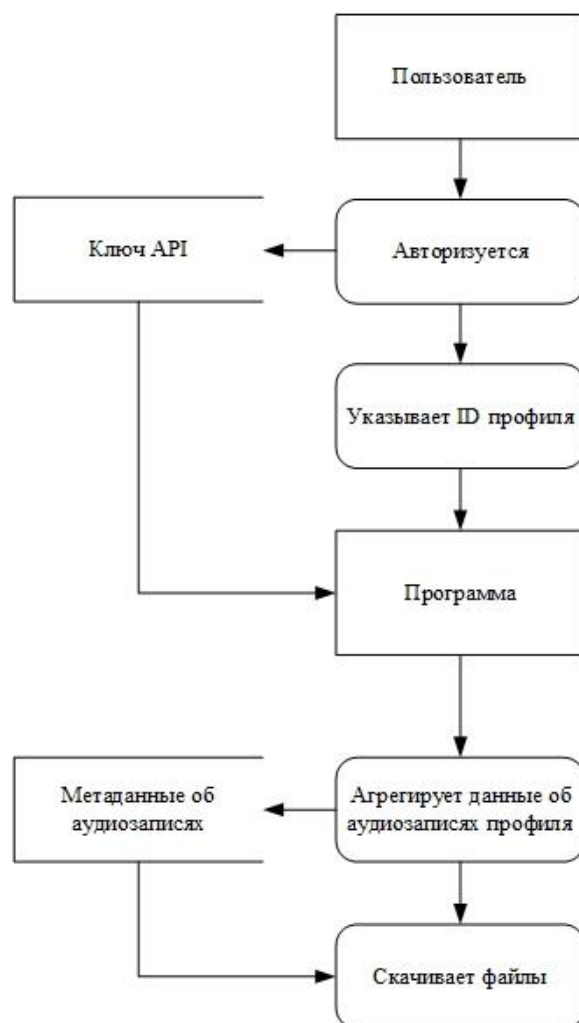 Пользователь
Ключ API
Авторизуется
Указывает ID профиля
Программа
Метаданные об
аудиозаписях
Агрегирует данные об
аудиозаписях профиля
Скачивает файлы